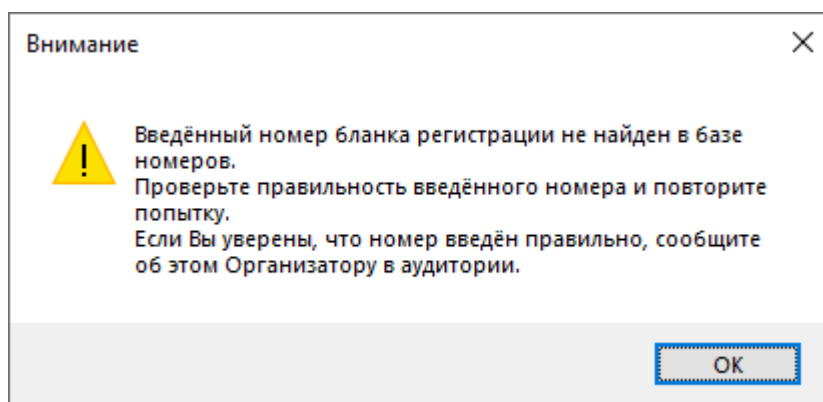 Внимание
Введённый номер бланка регистрации не найден в базе
номеров.
Проверьте правильность введённого номера и повторите
попытку.
Если Вы уверены, что номер введён правильно, сообщите
об этом Организатору в аудитории.
ОК